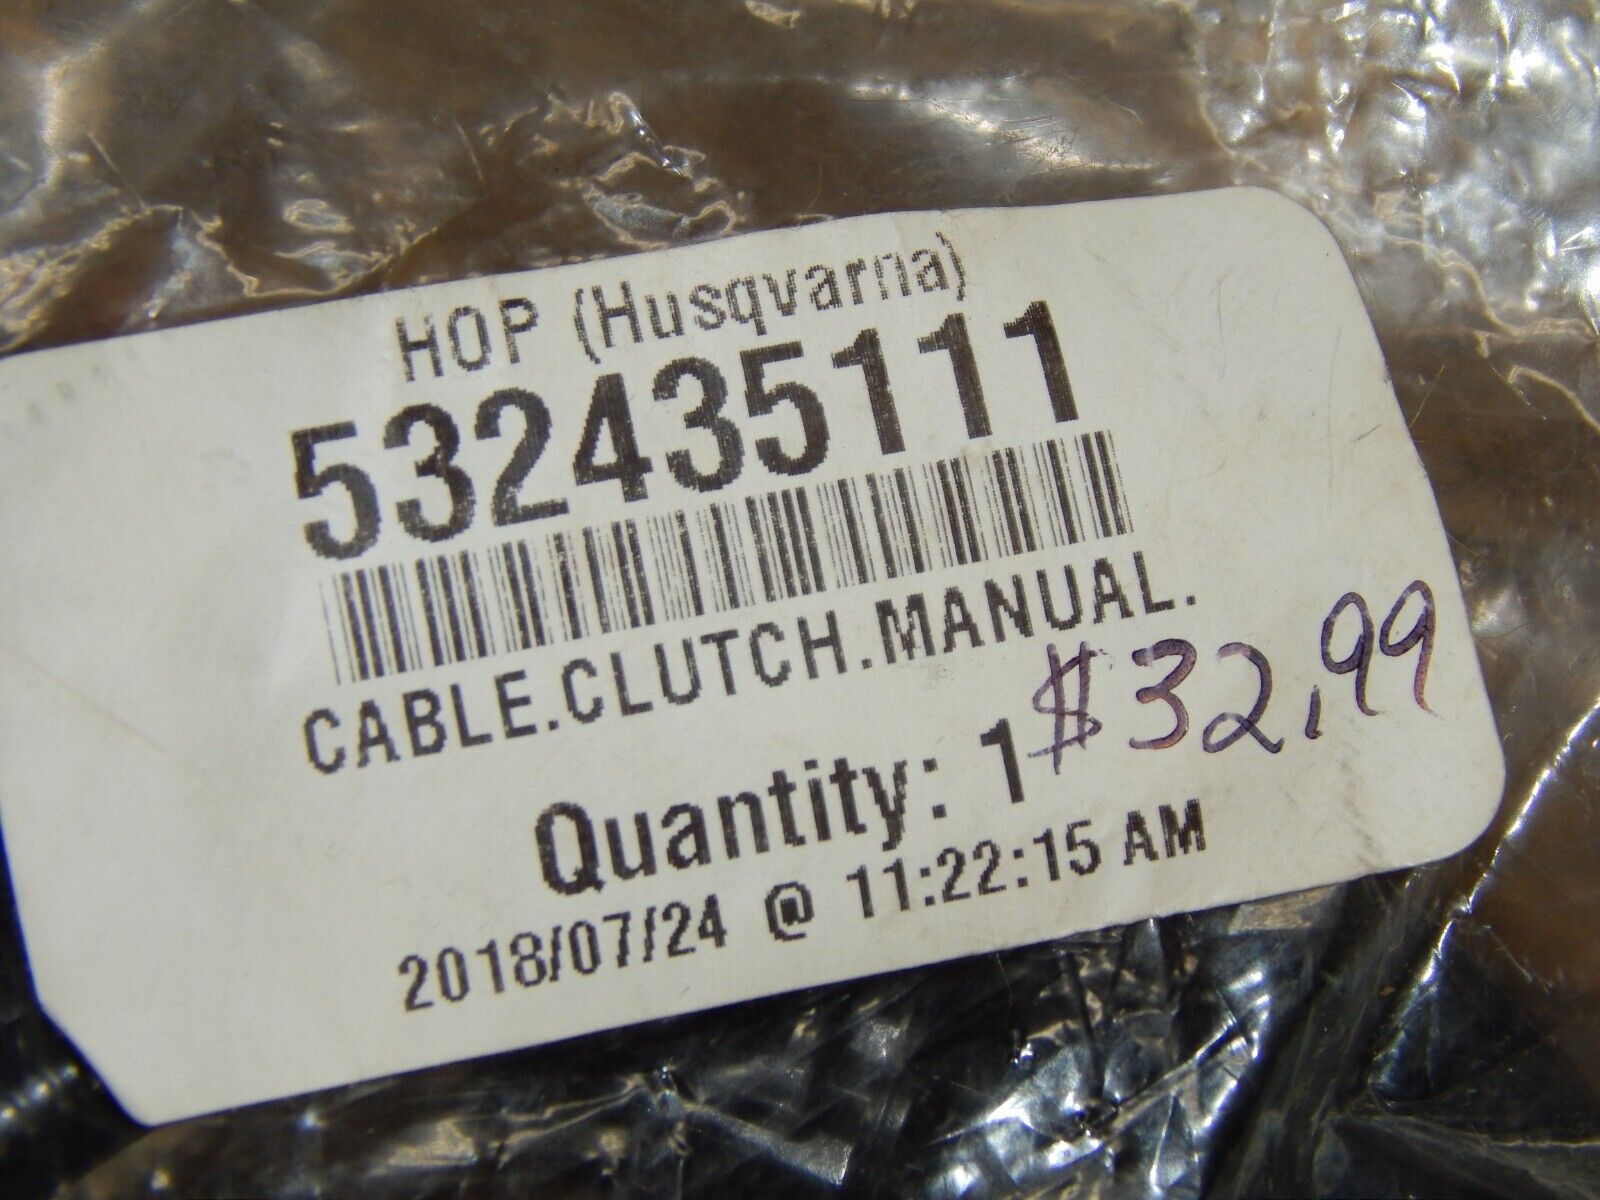 HOP (Husqvarna)
532435111
CABLE.CLUTCH.MANUAL.
$32.99
Quantity: 1
2018/07/24 @ 11:22:15 AM